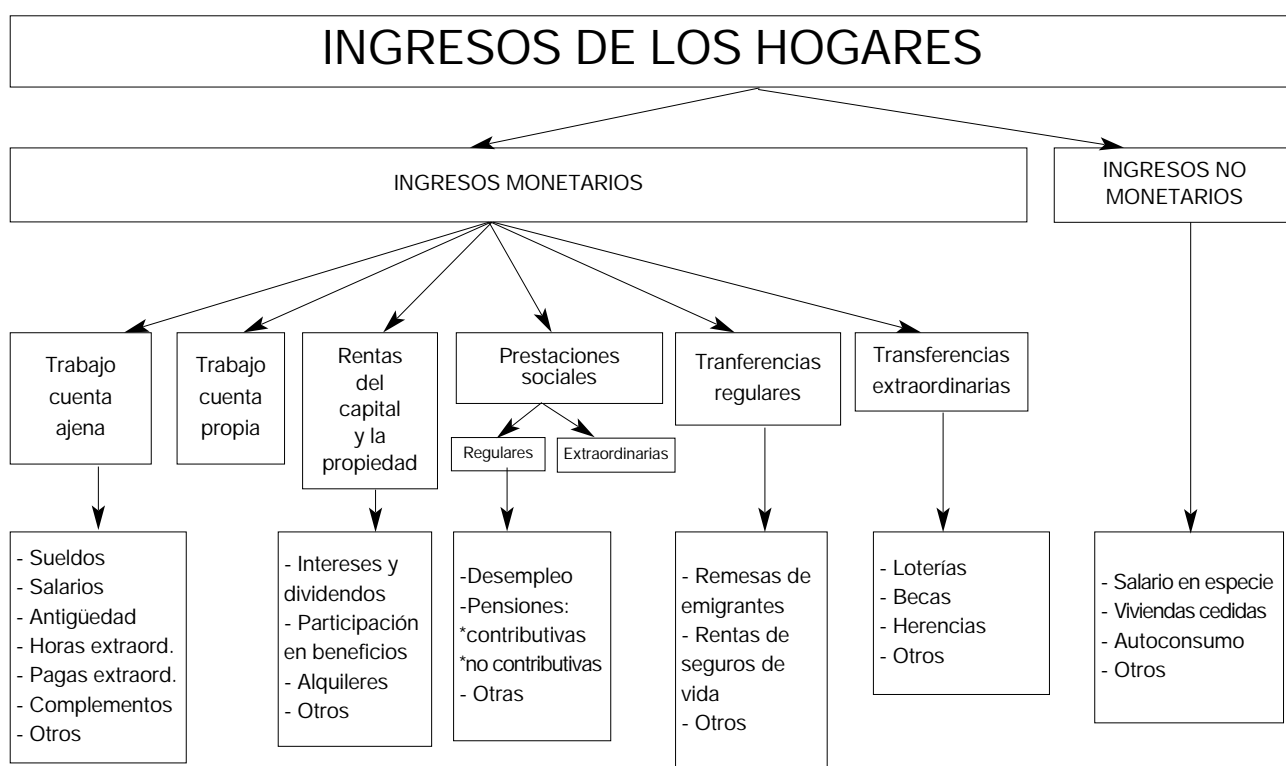 INGRESOS DE LOS HOGARES
INGRESOS MONETARIOS
INGRESOS NO
MONETARIOS
Trabajo
cuenta
ajena
Trabajo
cuenta
propia
Rentas
del
capital
y la
propiedad
Prestaciones
sociales
Regulares
Extraordinarias
Tranferencias
regulares
Transferencias
extraordinarias
- Sueldos
- Salarios
- Antigüedad
- Horas extraord.
- Pagas extraord.
- Complementos
- Otros
- Intereses y
dividendos
- Participación
en beneficios
- Alquileres
- Otros
-Desempleo
-Pensiones:
*contributivas
*no contributivas
- Otras
- Remesas de
emigrantes
- Rentas de
seguros de
vida
- Otros
- Loterías
- Becas
- Herencias
- Otros
- Salario en especie
- Viviendas cedidas
- Autoconsumo
- Otros